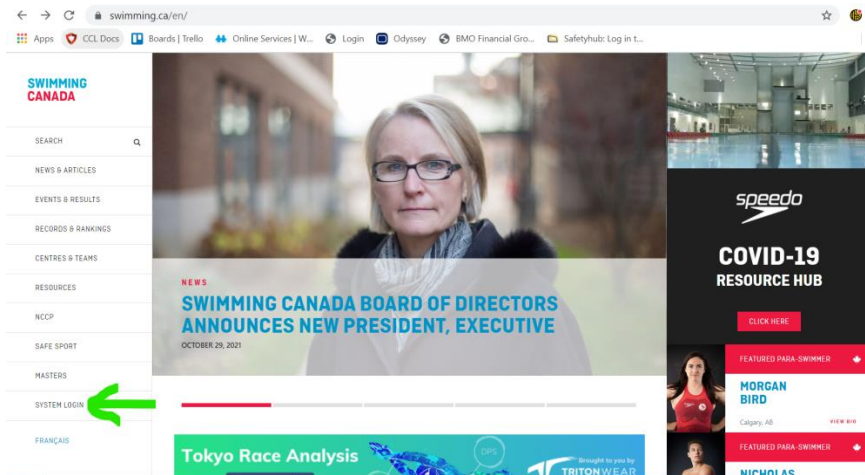 swimming.ca/en/
Apps
CCL Docs
Boards | Trello
Online Services | W...
Login
Odyssey
BMO Financial Gro...
Safetyhub: Log in t...
SWIMMING
CANADA
SEARCH
NEWS & ARTICLES
EVENTS & RESULTS
RECORDS & RANKINGS
CENTRES & TEAMS
RESOURCES
NCCP
SAFE SPORT
MASTERS
SYSTEM LOGIN
FRANÇAIS
NEWS
SWIMMING CANADA BOARD OF DIRECTORS
ANNOUNCES NEW PRESIDENT, EXECUTIVE
OCTOBER 29, 2021
Tokyo Race Analysis
OPS
Brought to you by
TRITONWEAR
speedo
COVID-19
RESOURCE HUB
CLICK HERE
FEATURED PARA-SWIMMER
MORGAN
BIRD
Calgary, AB
VIEW BIO
FEATURED PARA-SWIMMER
NICHOLAS